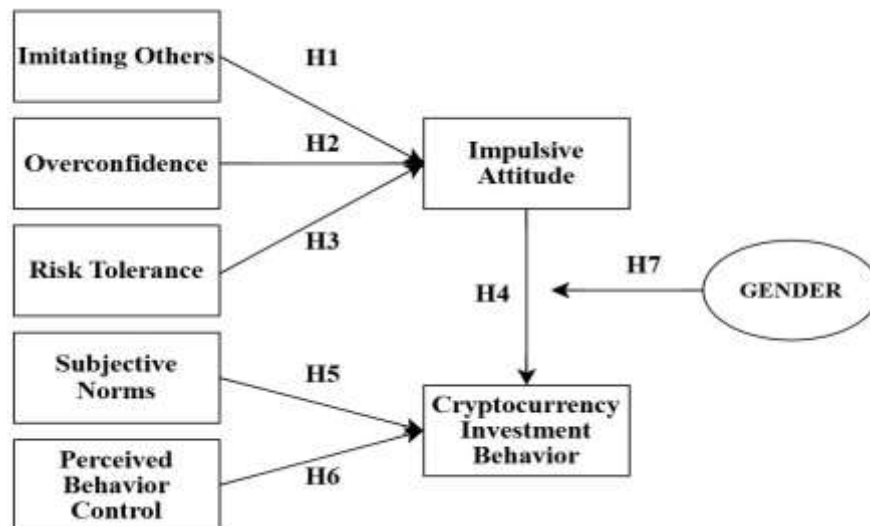 Imitating Others
H1
Overconfidence
H2
Impulsive
Attitude
Risk Tolerance
H3
H4
H7
GENDER
Subjective
Norms
H5
Cryptocurrency
Investment
Behavior
Perceived
Behavior
Control
H6